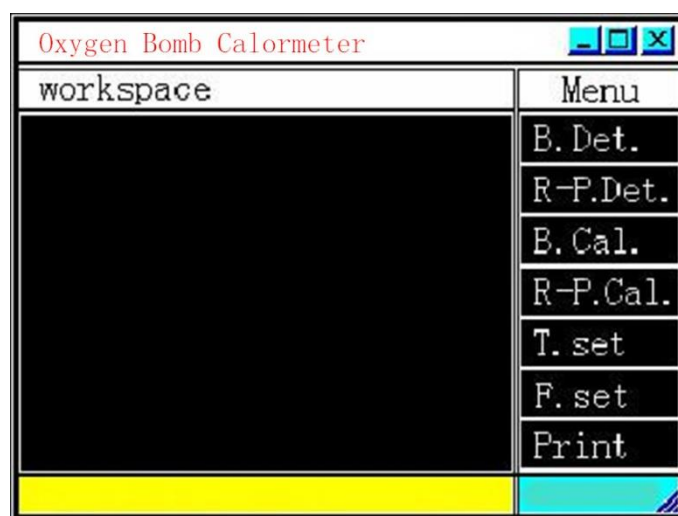 Oxygen Bomb Calormeter
workspace
Menu
B.Det.
R-P.Det.
B.Cal.
R-P.Cal.
T.set
F.set
Print